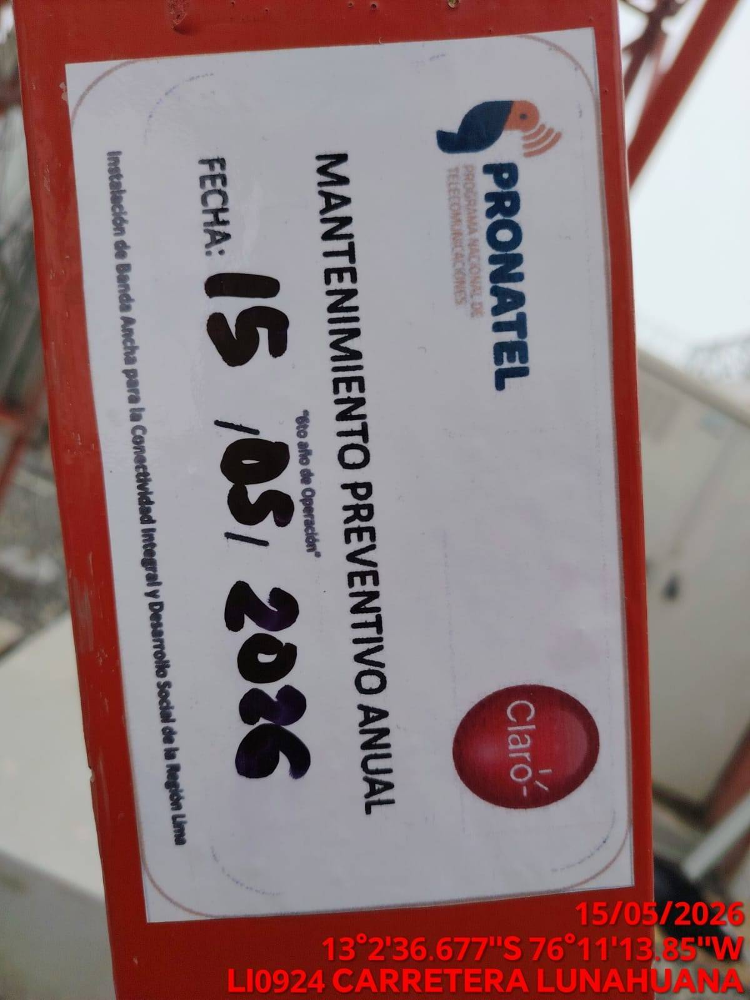 PRONATEL
PROGRAMA NACIONAL DE
TELECOMUNICACIONES
Claro
MANTENIMIENTO PREVENTIVO ANUAL
"6to año de Operación"
FECHA: 15 /05/ 2026
Instalación de Banda Ancha para la Conectividad Integral y Desarrollo Social de la Región Lima
15/05/2026
13°2'36.677"S 76°11'13.85"W
LI0924 CARRETERA LUNAHUANA